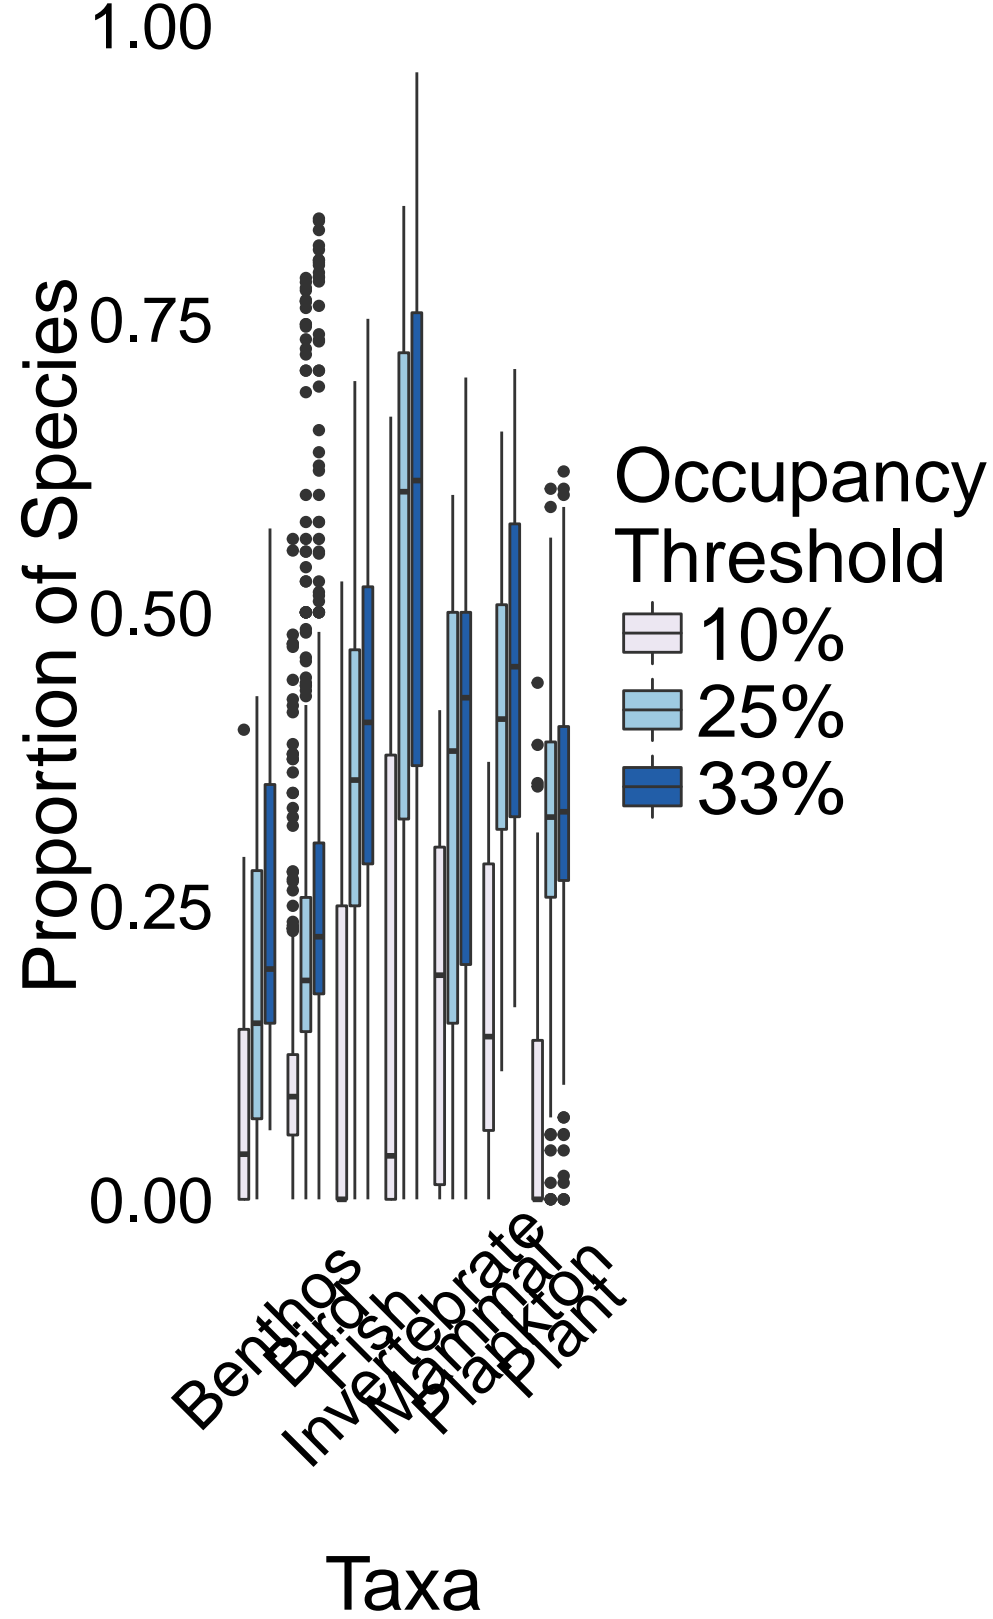 Proportion of Species
1.00
0.75
0.50
0.25
0.00
Benthos
Bird
Fish
Invertebrate
Mammal
Plankton
Plant
Taxa
Occupancy
Threshold
10%
25%
33%